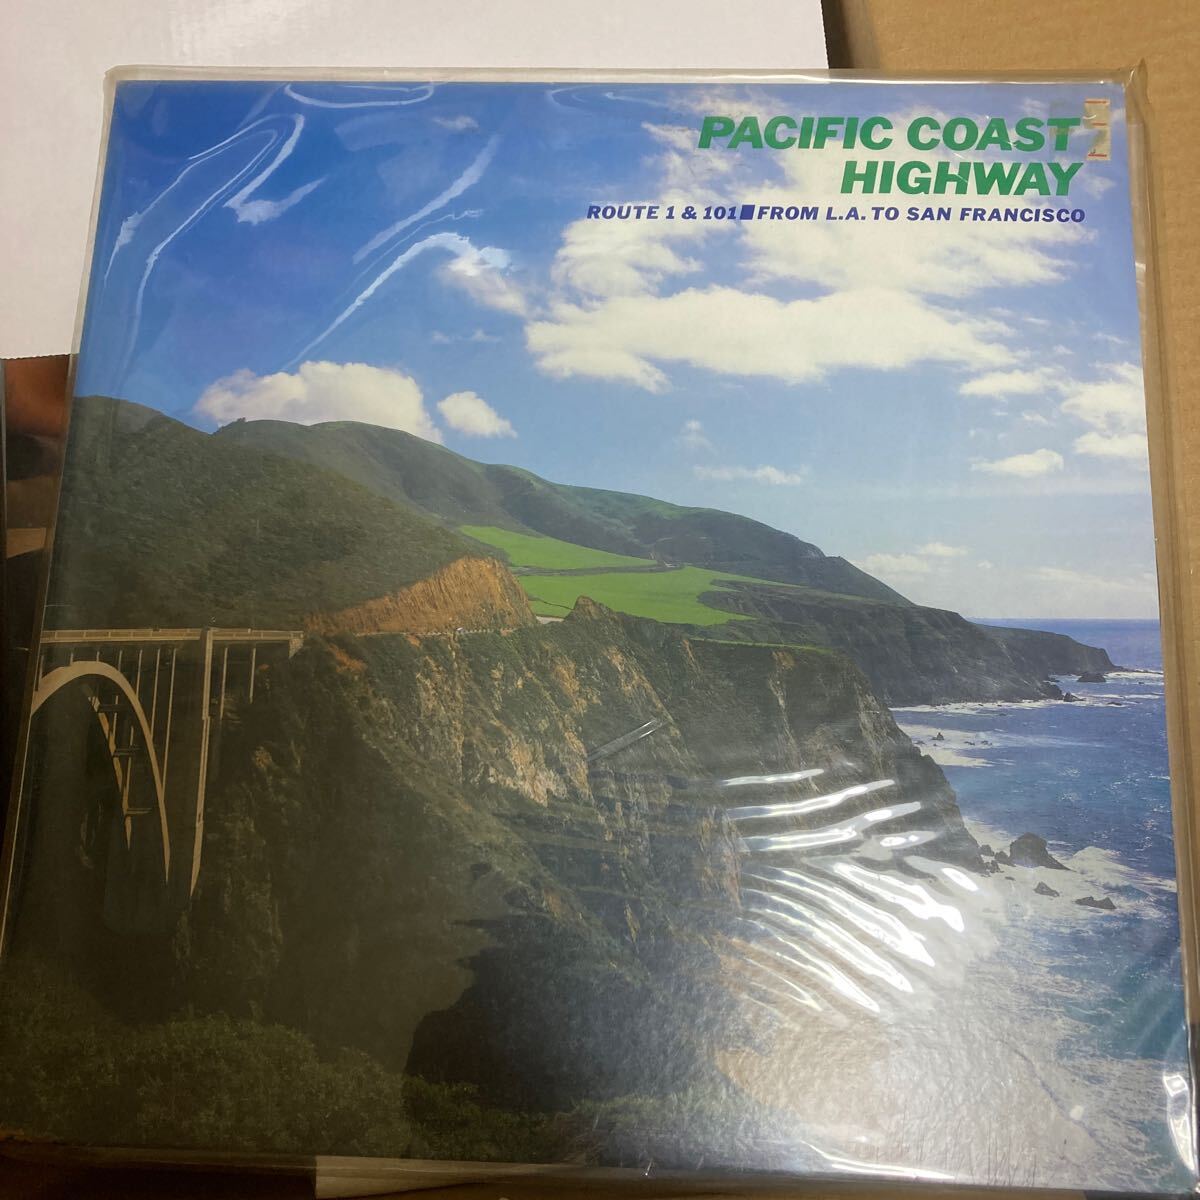 PACIFIC COAST
HIGHWAY
ROUTE 1 & 101■FROM L.A. TO SAN FRANCISCO